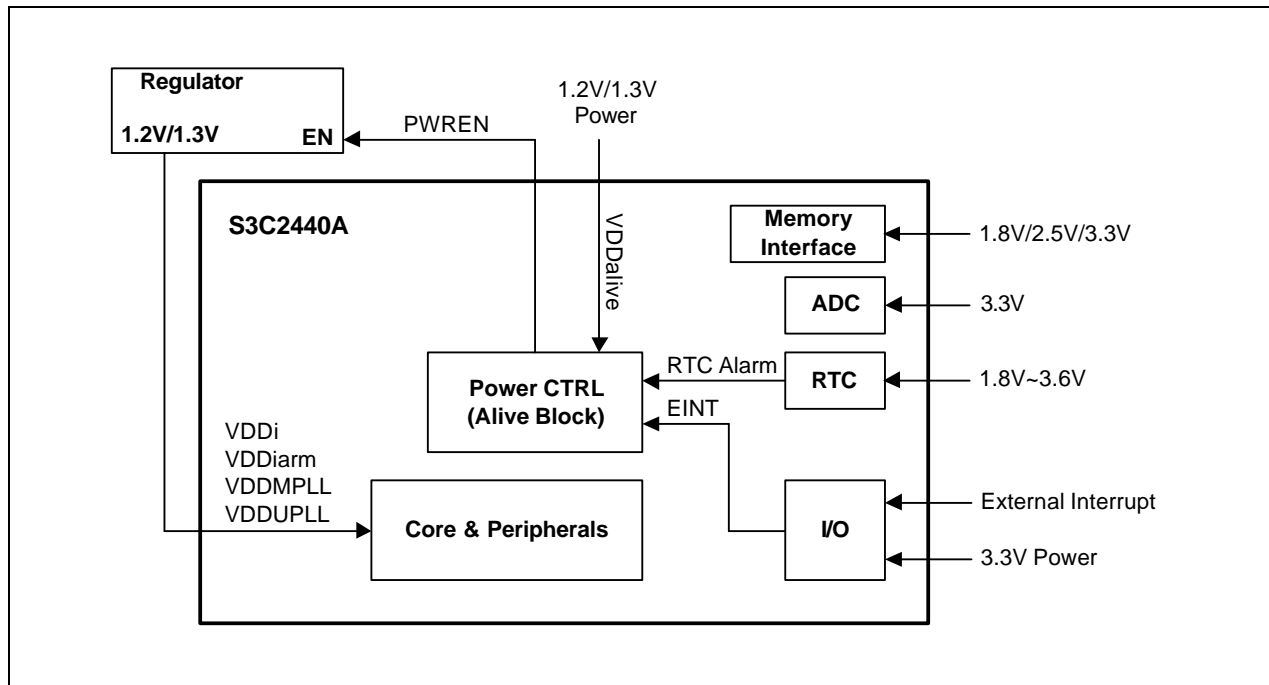 Regulator
1.2V/1.3V
EN
PWREN
1.2V/1.3V
Power
S3C2440A
VDDalive
Memory
Interface
1.8V/2.5V/3.3V
ADC
3.3V
Power CTRL
(Alive Block)
RTC Alarm
RTC
1.8V~3.6V
EINT
VDDi
VDDiarm
VDDMPLL
VDDUPLL
Core & Peripherals
I/O
External Interrupt
3.3V Power